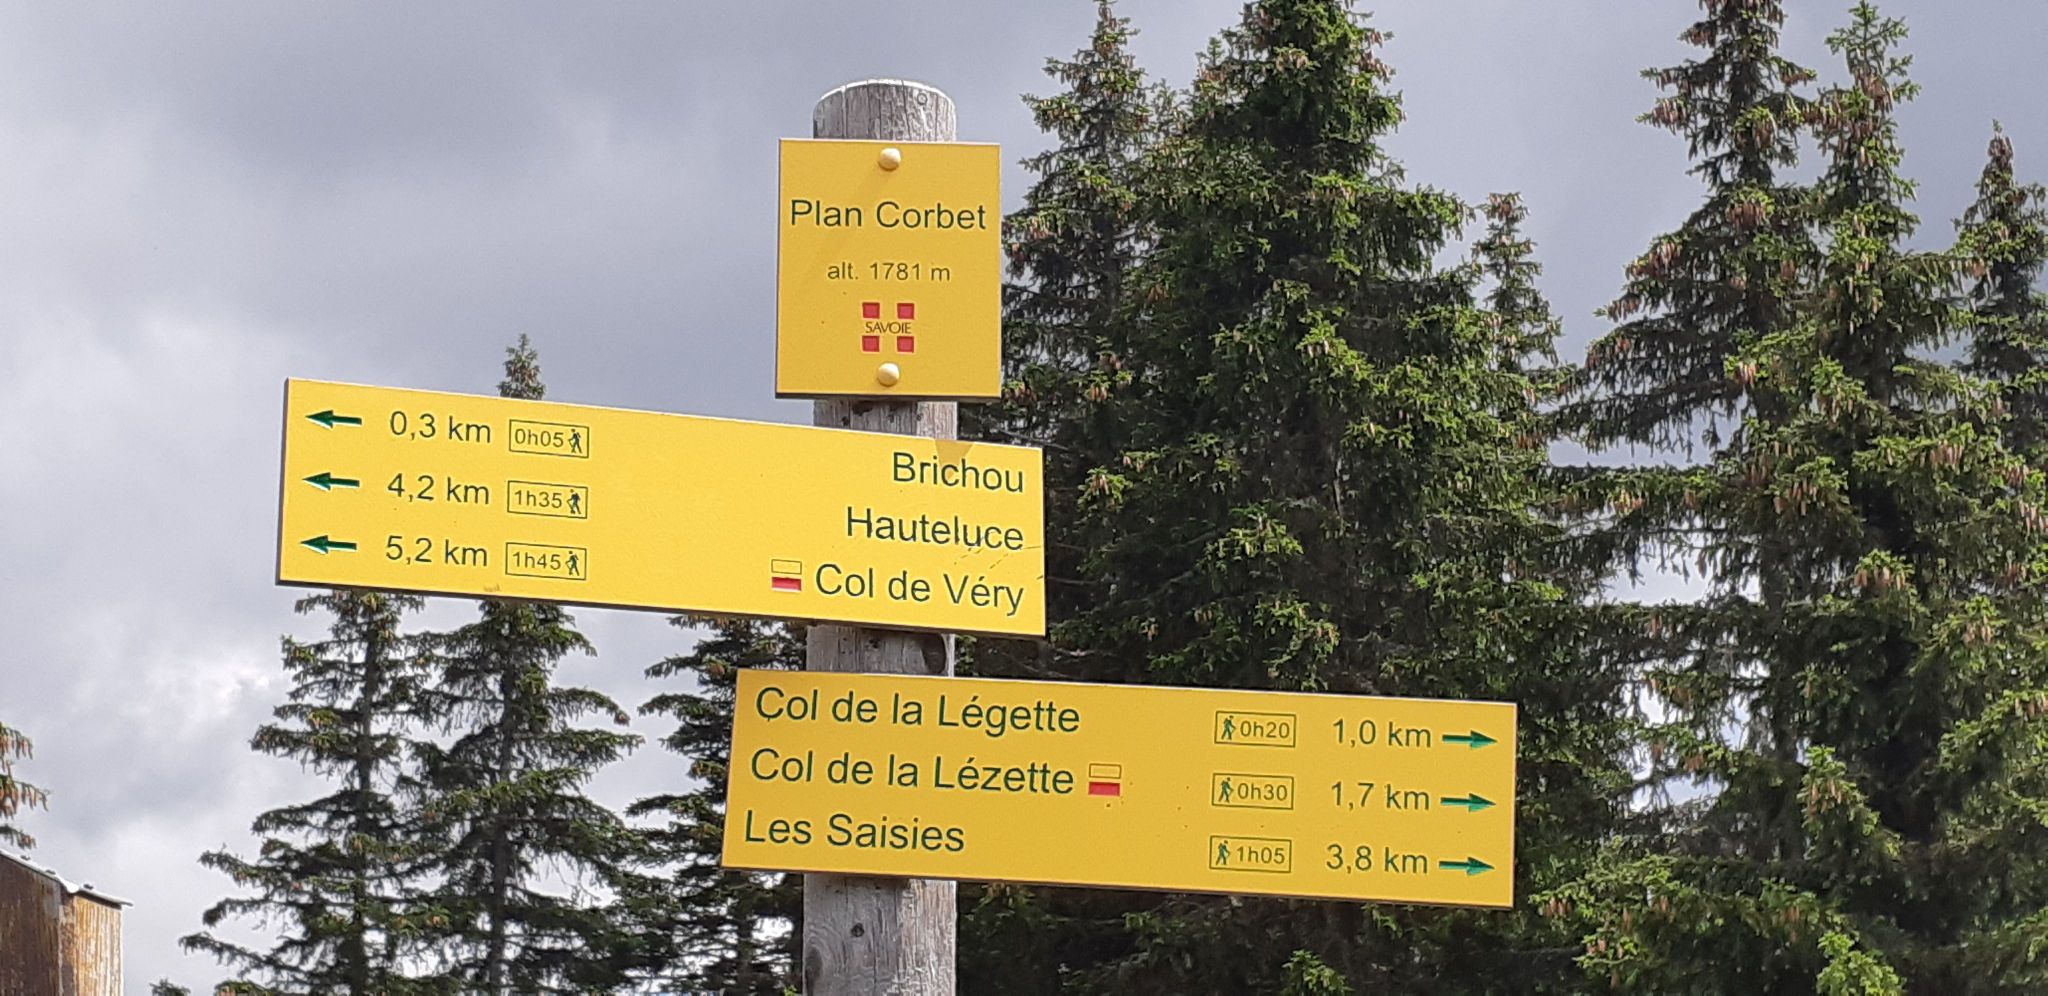 Plan Corbet
alt. 1781 m
SAVOIE
0,3 km 0h05 Brichou
4,2 km 1h35 Hauteluce
5,2 km 1h45 Col de Véry
Col de la Légette 0h20 1,0 km
Col de la Lézette 0h30 1,7 km
Les Saisies 1h05 3,8 km